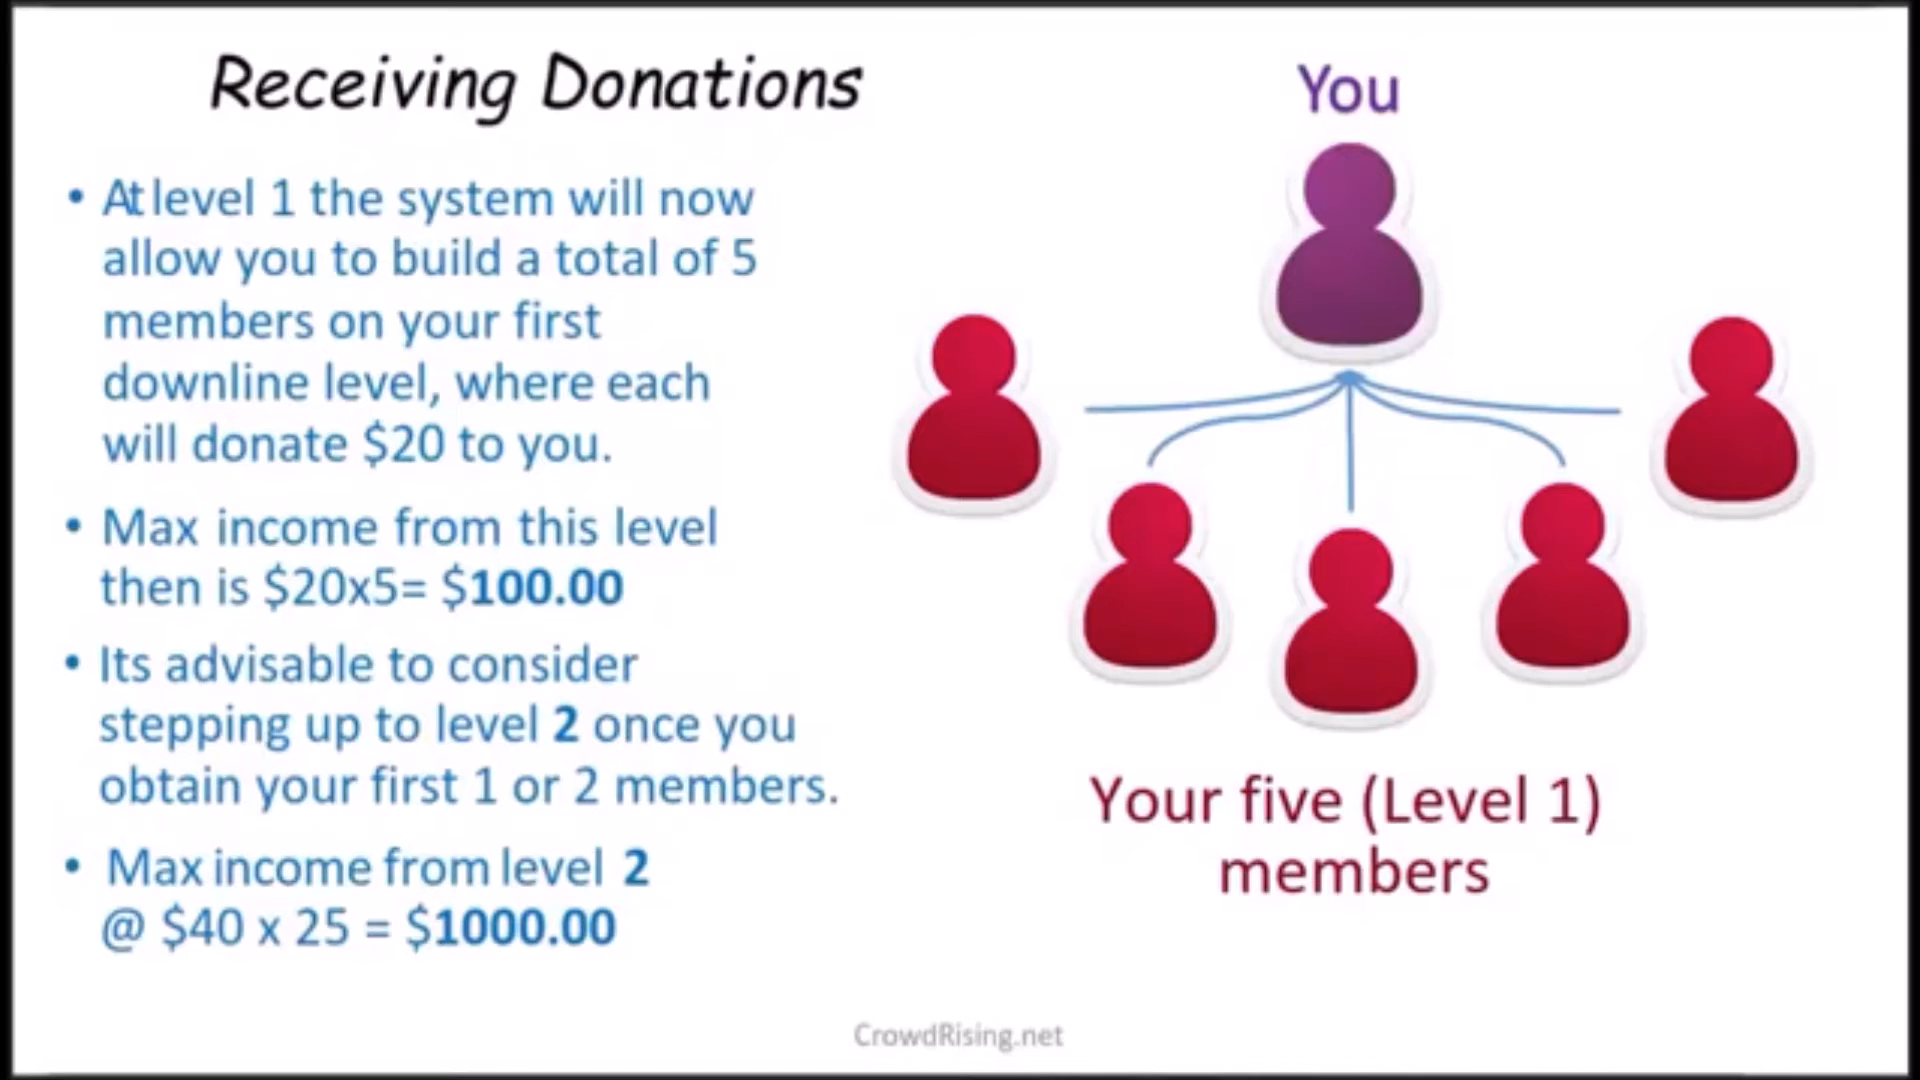 Receiving Donations
You
• At level 1 the system will now
allow you to build a total of 5
members on your first
downline level, where each
will donate $20 to you.
• Max income from this level
then is $20x5= $100.00
• Its advisable to consider
stepping up to level 2 once you
obtain your first 1 or 2 members.
• Max income from level 2
@ $40 x 25 = $1000.00
Your five (Level 1)
members
CrowdRising.net